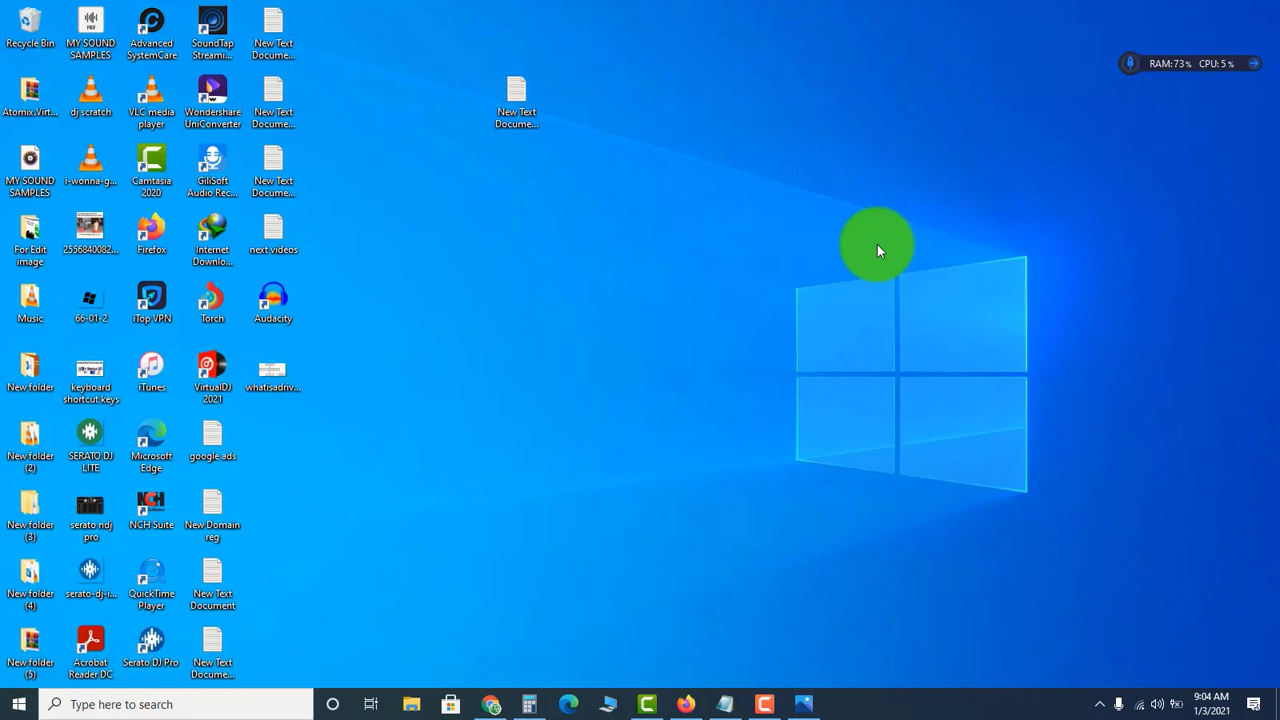 Recycle Bin
MY SOUND
SAMPLES
Advanced
SystemCare
SoundTap
Streami...
New Text
Docume...
Atomix.Virt...
dj scratch
VLC media
player
Wondershare
UniConverter
New Text
Docume...
New Text
Docume...
MY SOUND
SAMPLES
i-wonna-g...
Camtasia
2020
GiliSoft
Audio Rec...
New Text
Docume...
For Edit
image
2556840082...
Firefox
Internet
Downlo...
next videos
Music
66-01-2
iTop VPN
Torch
Audacity
New folder
keyboard
shortcut keys
iTunes
VirtualDJ
2021
whatisadriv...
New folder
(2)
SERATO DJ
LITE
Microsoft
Edge
google ads
New folder
(3)
serato ndj
pro
NCH
NCH Suite
New Domain
reg
New folder
(4)
serato-dj-i...
QuickTime
Player
New Text
Document
New folder
(5)
Acrobat
Reader DC
Serato DJ Pro
New Text
Docume...
RAM:73% CPU:5%
Type here to search
9:04 AM
1/3/2021